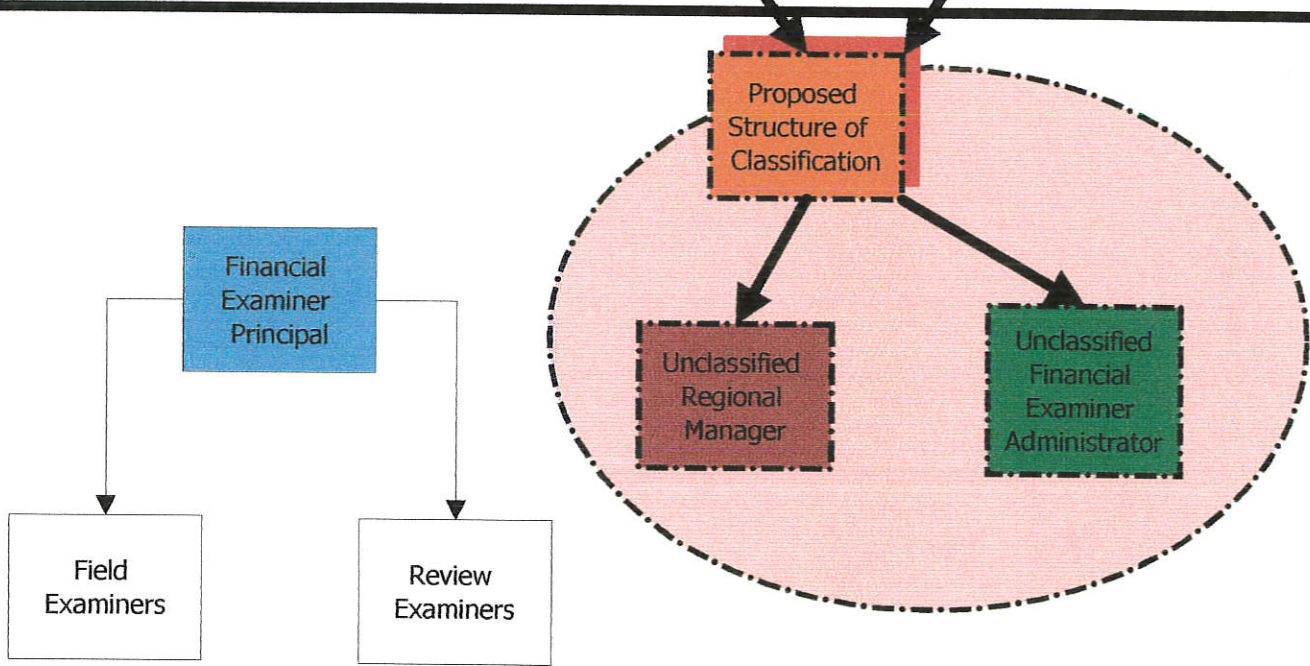 Proposed
Structure of
Classification
Financial
Examiner
Principal
Unclassified
Regional
Manager
Unclassified
Financial
Examiner
Administrator
Field
Examiners
Review
Examiners